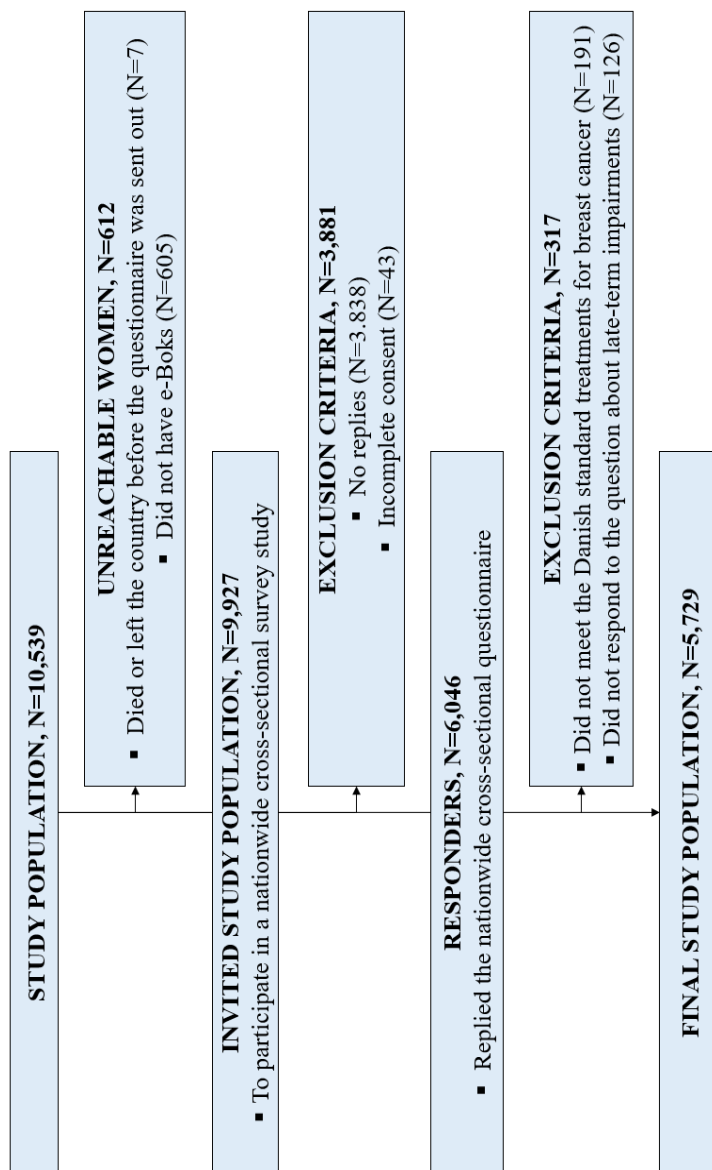 STUDY POPULATION, N=10,539
UNREACHABLE WOMEN, N=612
▪ Died or left the country before the questionnaire was sent out (N=7)
▪ Did not have e-Boks (N=605)
INVITED STUDY POPULATION, N=9,927
▪ To participate in a nationwide cross-sectional survey study
EXCLUSION CRITERIA, N=3,881
▪ No replies (N=3.838)
▪ Incomplete consent (N=43)
RESPONDERS, N=6,046
▪ Replied the nationwide cross-sectional questionnaire
EXCLUSION CRITERIA, N=317
▪ Did not meet the Danish standard treatments for breast cancer (N=191)
▪ Did not respond to the question about late-term impairments (N=126)
FINAL STUDY POPULATION, N=5,729